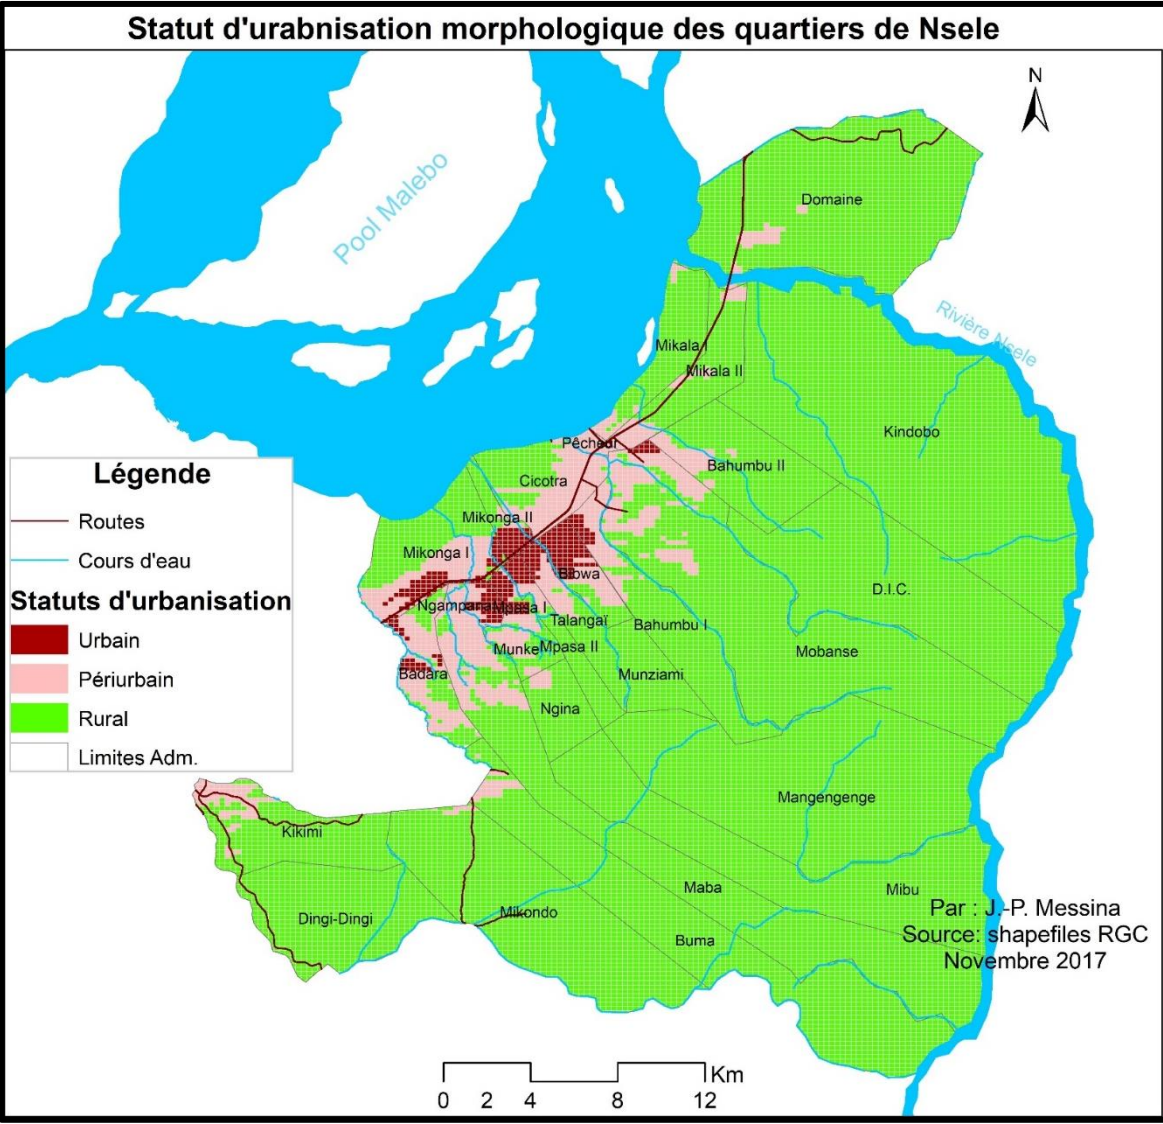 Statut d'urabnisation morphologique des quartiers de Nsele
N
Pool Malebo
Domaine
Rivière Nsele
Mikala I
Mikala II
Kindobo
Pêcheur
Bahumbu II
Légende
Routes
Cours d'eau
Statuts d'urbanisation
Urbain
Périurbain
Rural
Limites Adm.
Cicotra
Mikonga II
Mikonga I
Bibwa
D.I.C.
Ngampana
Mpasa I
Talangaï
Bahumbu I
Munke
Mpasa II
Mobanse
Badara
Munziami
Ngina
Mangengenge
Kikimi
Maba
Mibu
Dingi-Dingi
Mikondo
Buma
Par : J.-P. Messina
Source: shapefiles RGC
Novembre 2017
Km
0 2 4 8 12